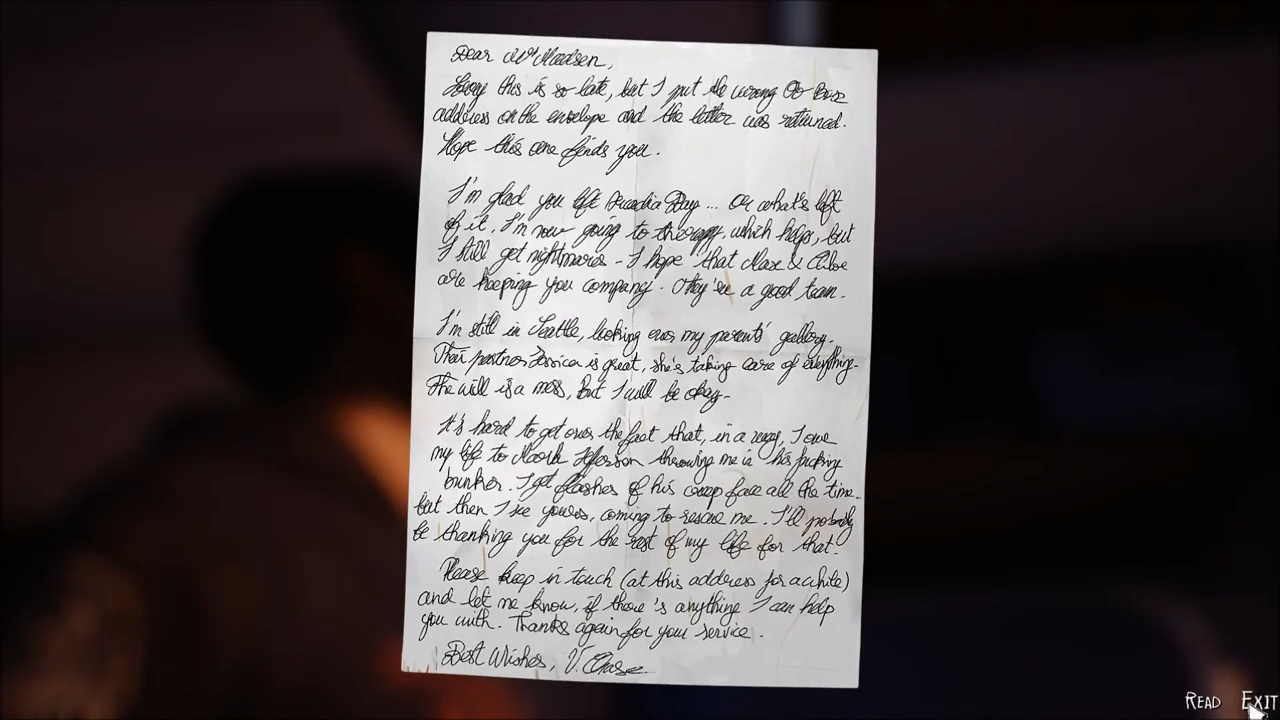 Dear Mr Madsen,
Sorry this is so late, but I put the wrong PO Box
address on the envelope and the letter was returned.
Hope this one finds you.
I'm glad you left Arcadia Bay... Or what's left
of it. I'm now going to therapy, which helps, but
I still get nightmares - I hope that Max & Chloe
are keeping you company. They're a good team.
I'm still in Seattle, looking over my parents' gallery.
Their partner Jessica is great, she's taking care of everything.
The will is a mess, but I will be okay.
It's hard to get over the fact that, in a way, I owe
my life to Mark Jefferson throwing me in his fucking
bunker. I get flashes of his creep face all the time..
but then I see yours, coming to rescue me. I'll probably
be thanking you for the rest of my life for that.
Please keep in touch (at this address for a while)
and let me know, if there's anything I can help
you with. Thanks again for your service.
Best Wishes, V. Chase
READ EXIT